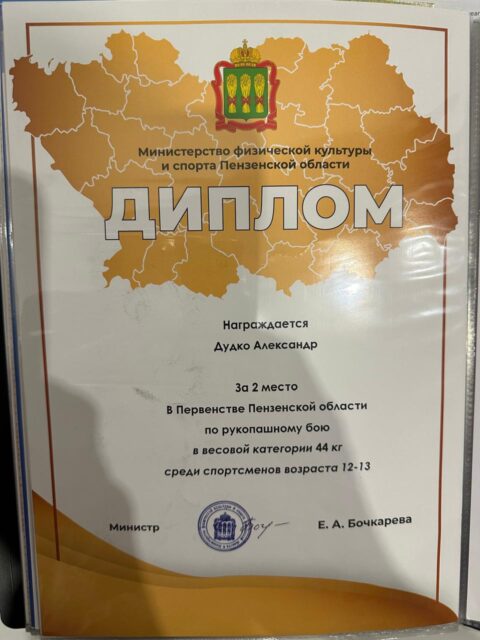 Министерство физической культуры
и спорта Пензенской области
ДИПЛОМ
Награждается
Дудко Александр
За 2 место
В Первенстве Пензенской области
по рукопашному бою
в весовой категории 44 кг
среди спортсменов возраста 12-13
Министр
Е. А. Бочкарева